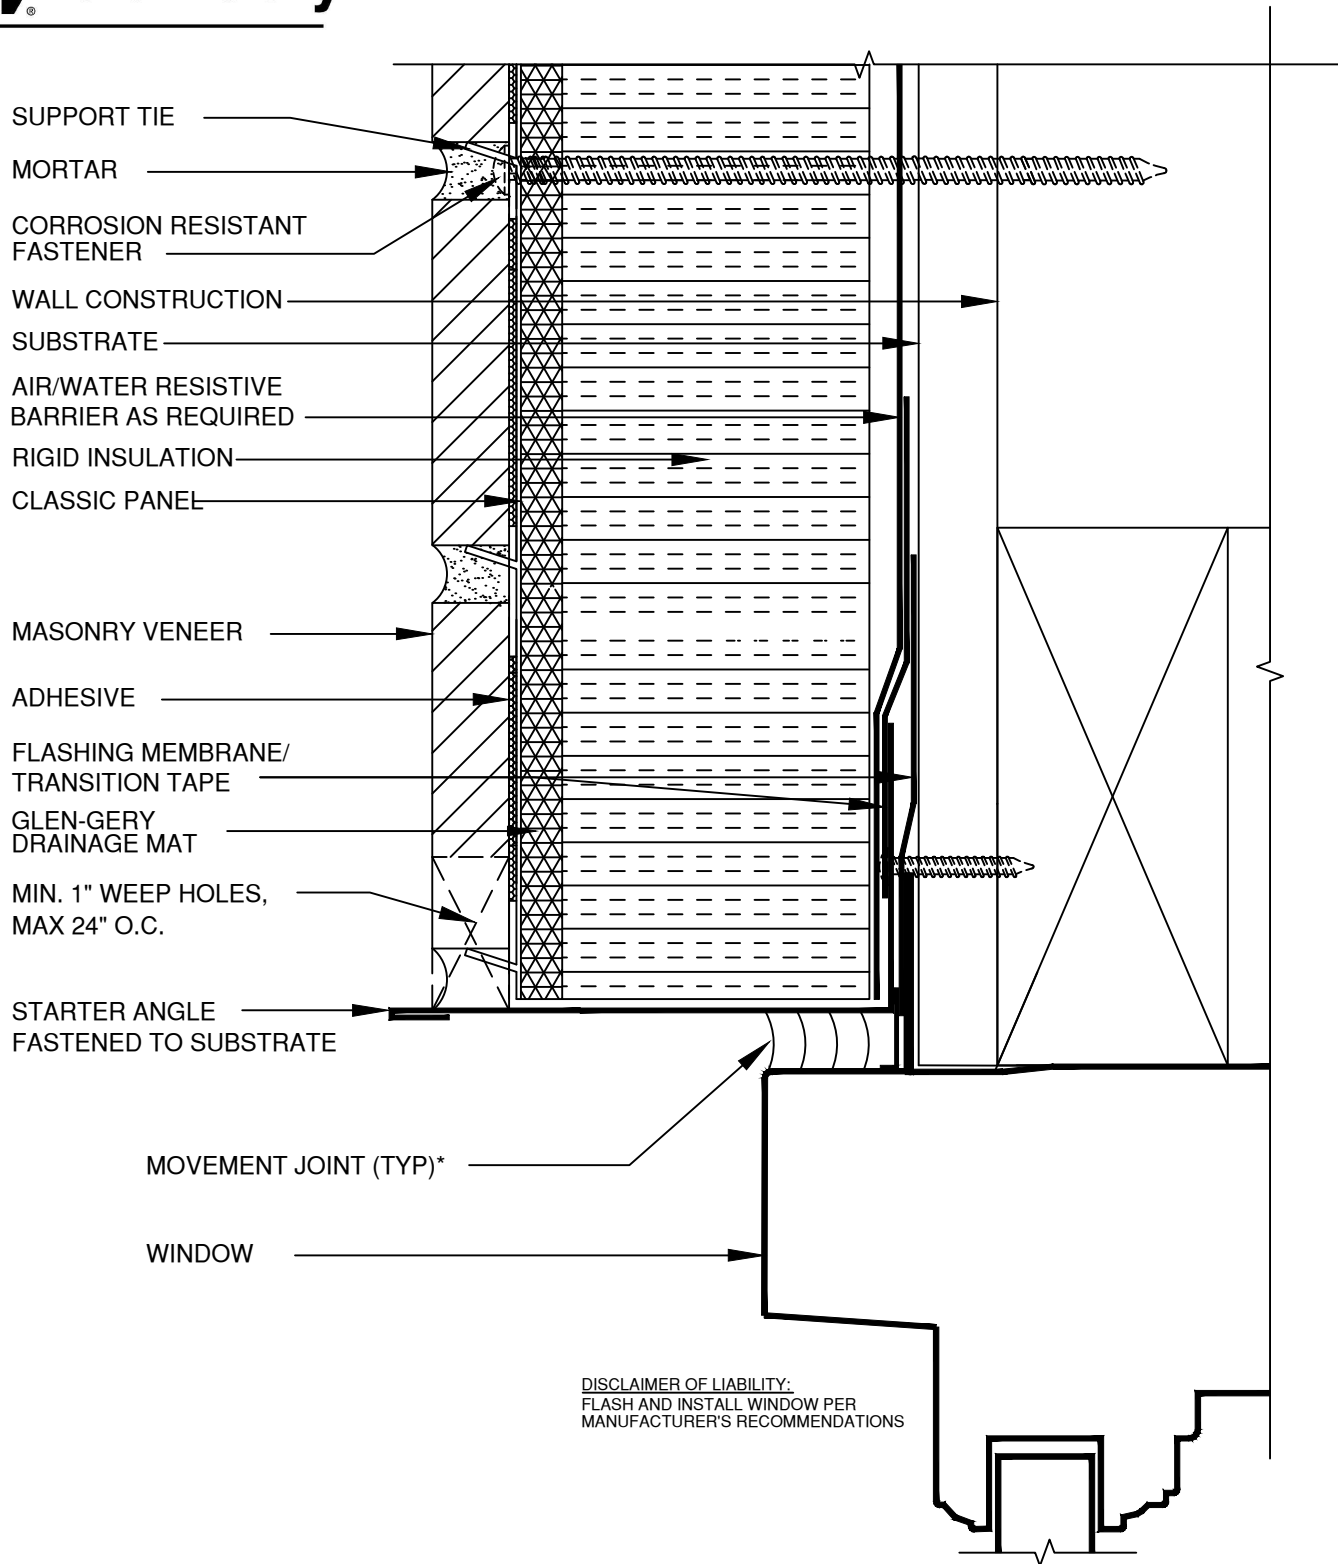 ®
SUPPORT TIE
MORTAR
CORROSION RESISTANT
FASTENER
WALL CONSTRUCTION
SUBSTRATE
AIR/WATER RESISTIVE
BARRIER AS REQUIRED
RIGID INSULATION
CLASSIC PANEL
MASONRY VENEER
ADHESIVE
FLASHING MEMBRANE/
TRANSITION TAPE
GLEN-GERY
DRAINAGE MAT
MIN. 1" WEEP HOLES,
MAX 24" O.C.
STARTER ANGLE
FASTENED TO SUBSTRATE
MOVEMENT JOINT (TYP)*
WINDOW
DISCLAIMER OF LIABILITY:
FLASH AND INSTALL WINDOW PER
MANUFACTURER'S RECOMMENDATIONS